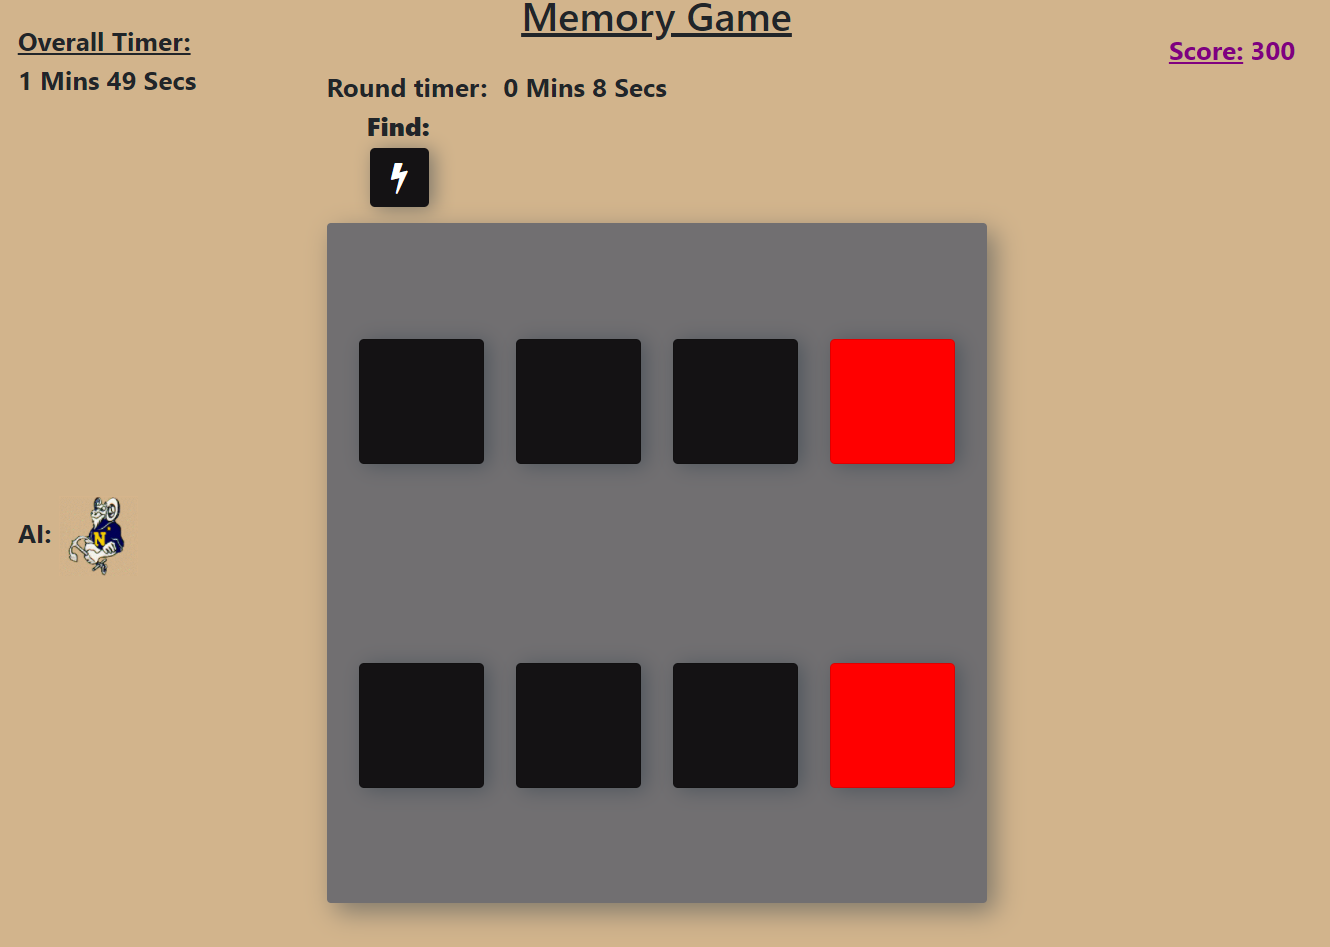 Memory Game
Overall Timer:
1 Mins 49 Secs
Score: 300
Round timer: 0 Mins 8 Secs
Find:
AI:
N